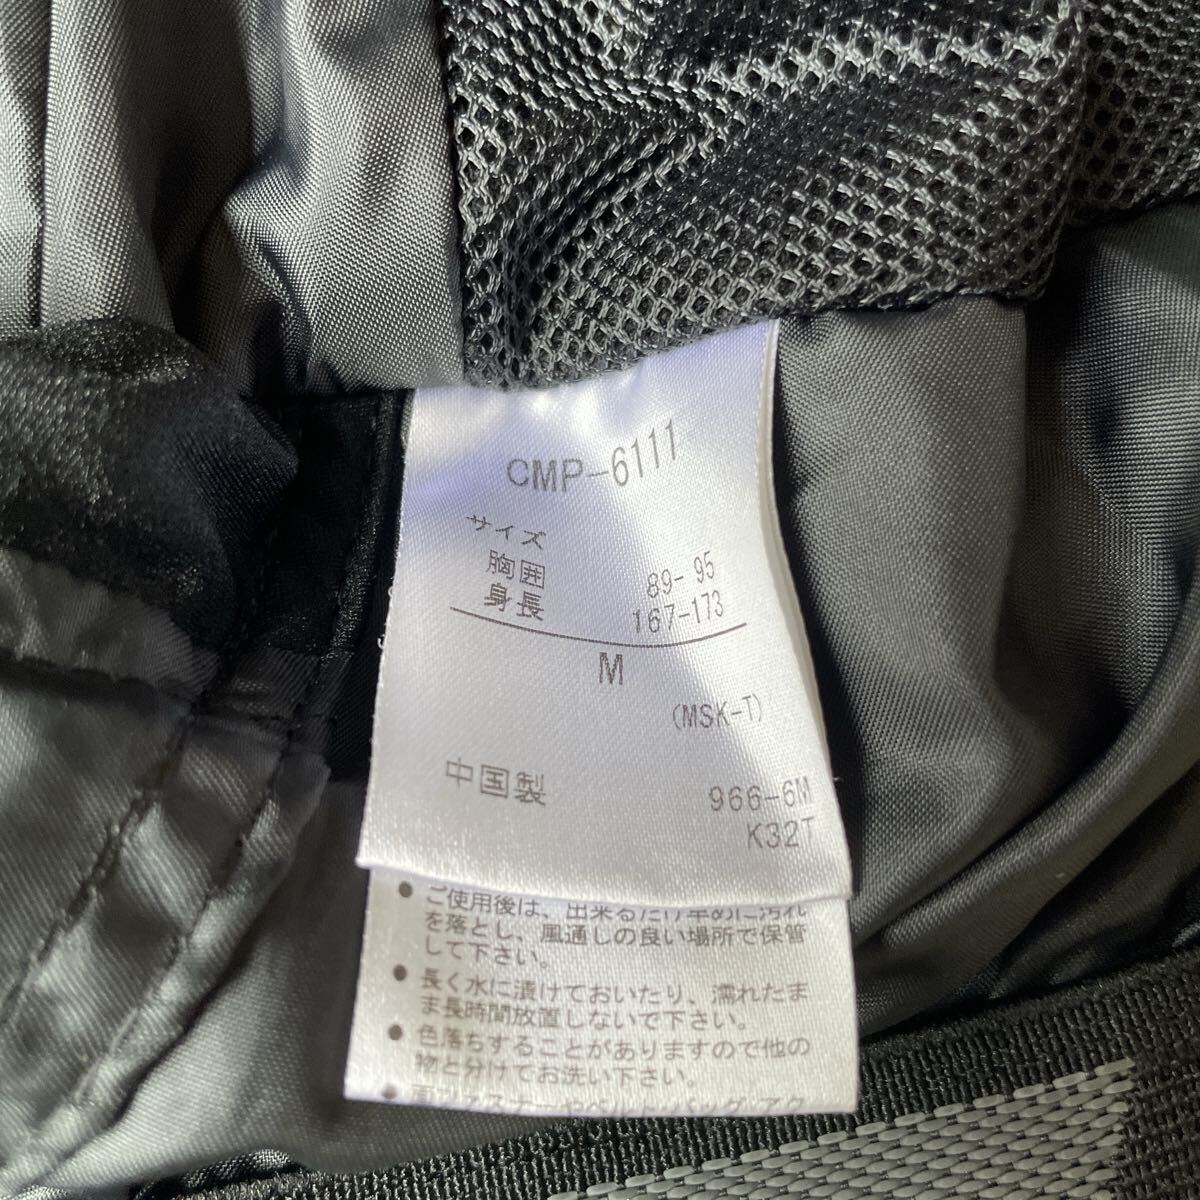 CMP-6111
サイズ
胸囲 89-95
身長 167-173
M
(MSK-T)
中国製 966-6M
K32T
● ご使用後は、出来るだけ早めに汚れ
を落とし、風通しの良い場所で保管
して下さい。
● 長く水に漬けておいたり、濡れたま
ま長時間放置しないで下さい。
● 色落ちすることがありますので他の
物と分けてお洗い下さい。